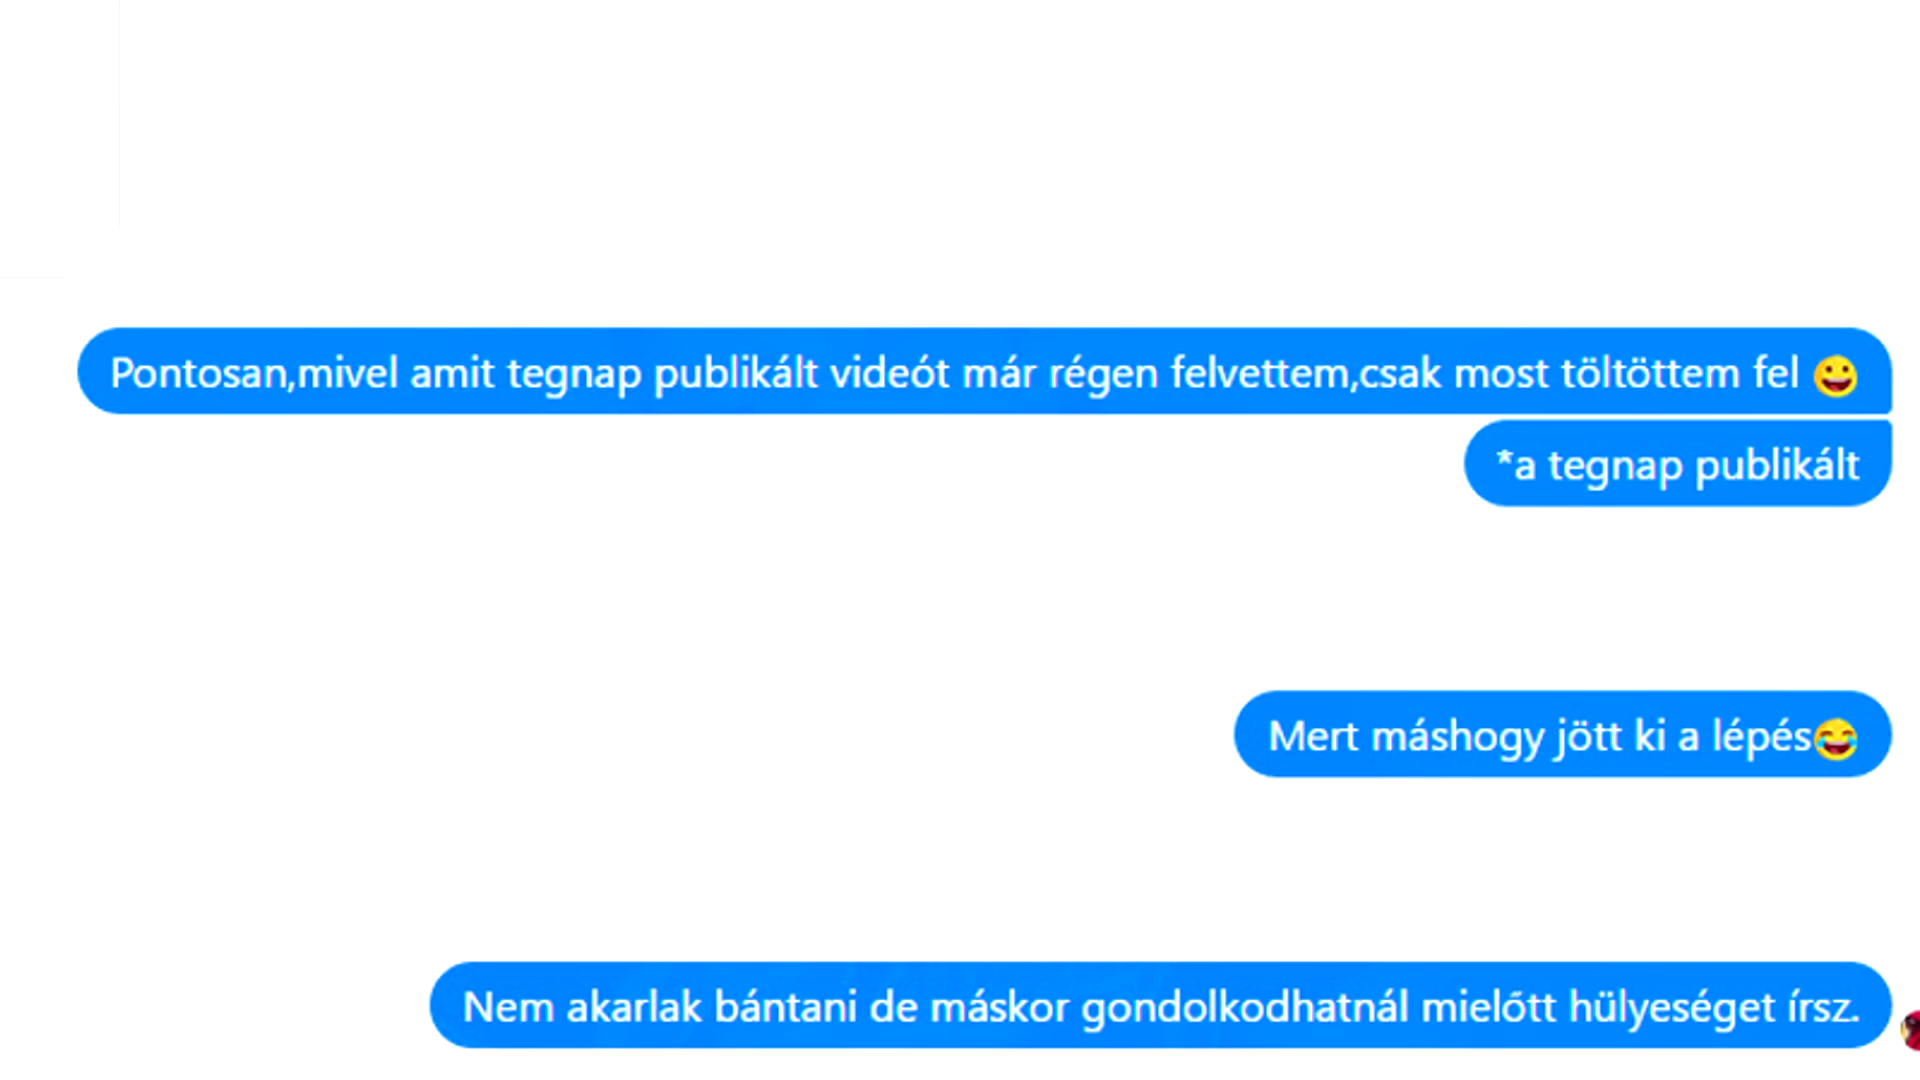 Pontosan,mivel amit tegnap publikált videót már régen felvettem,csak most töltöttem fel 😀
*a tegnap publikált
Mert máshogy jött ki a lépés😂
Nem akarlak bántani de máskor gondolkodhatnál mielőtt hülyeséget írsz.